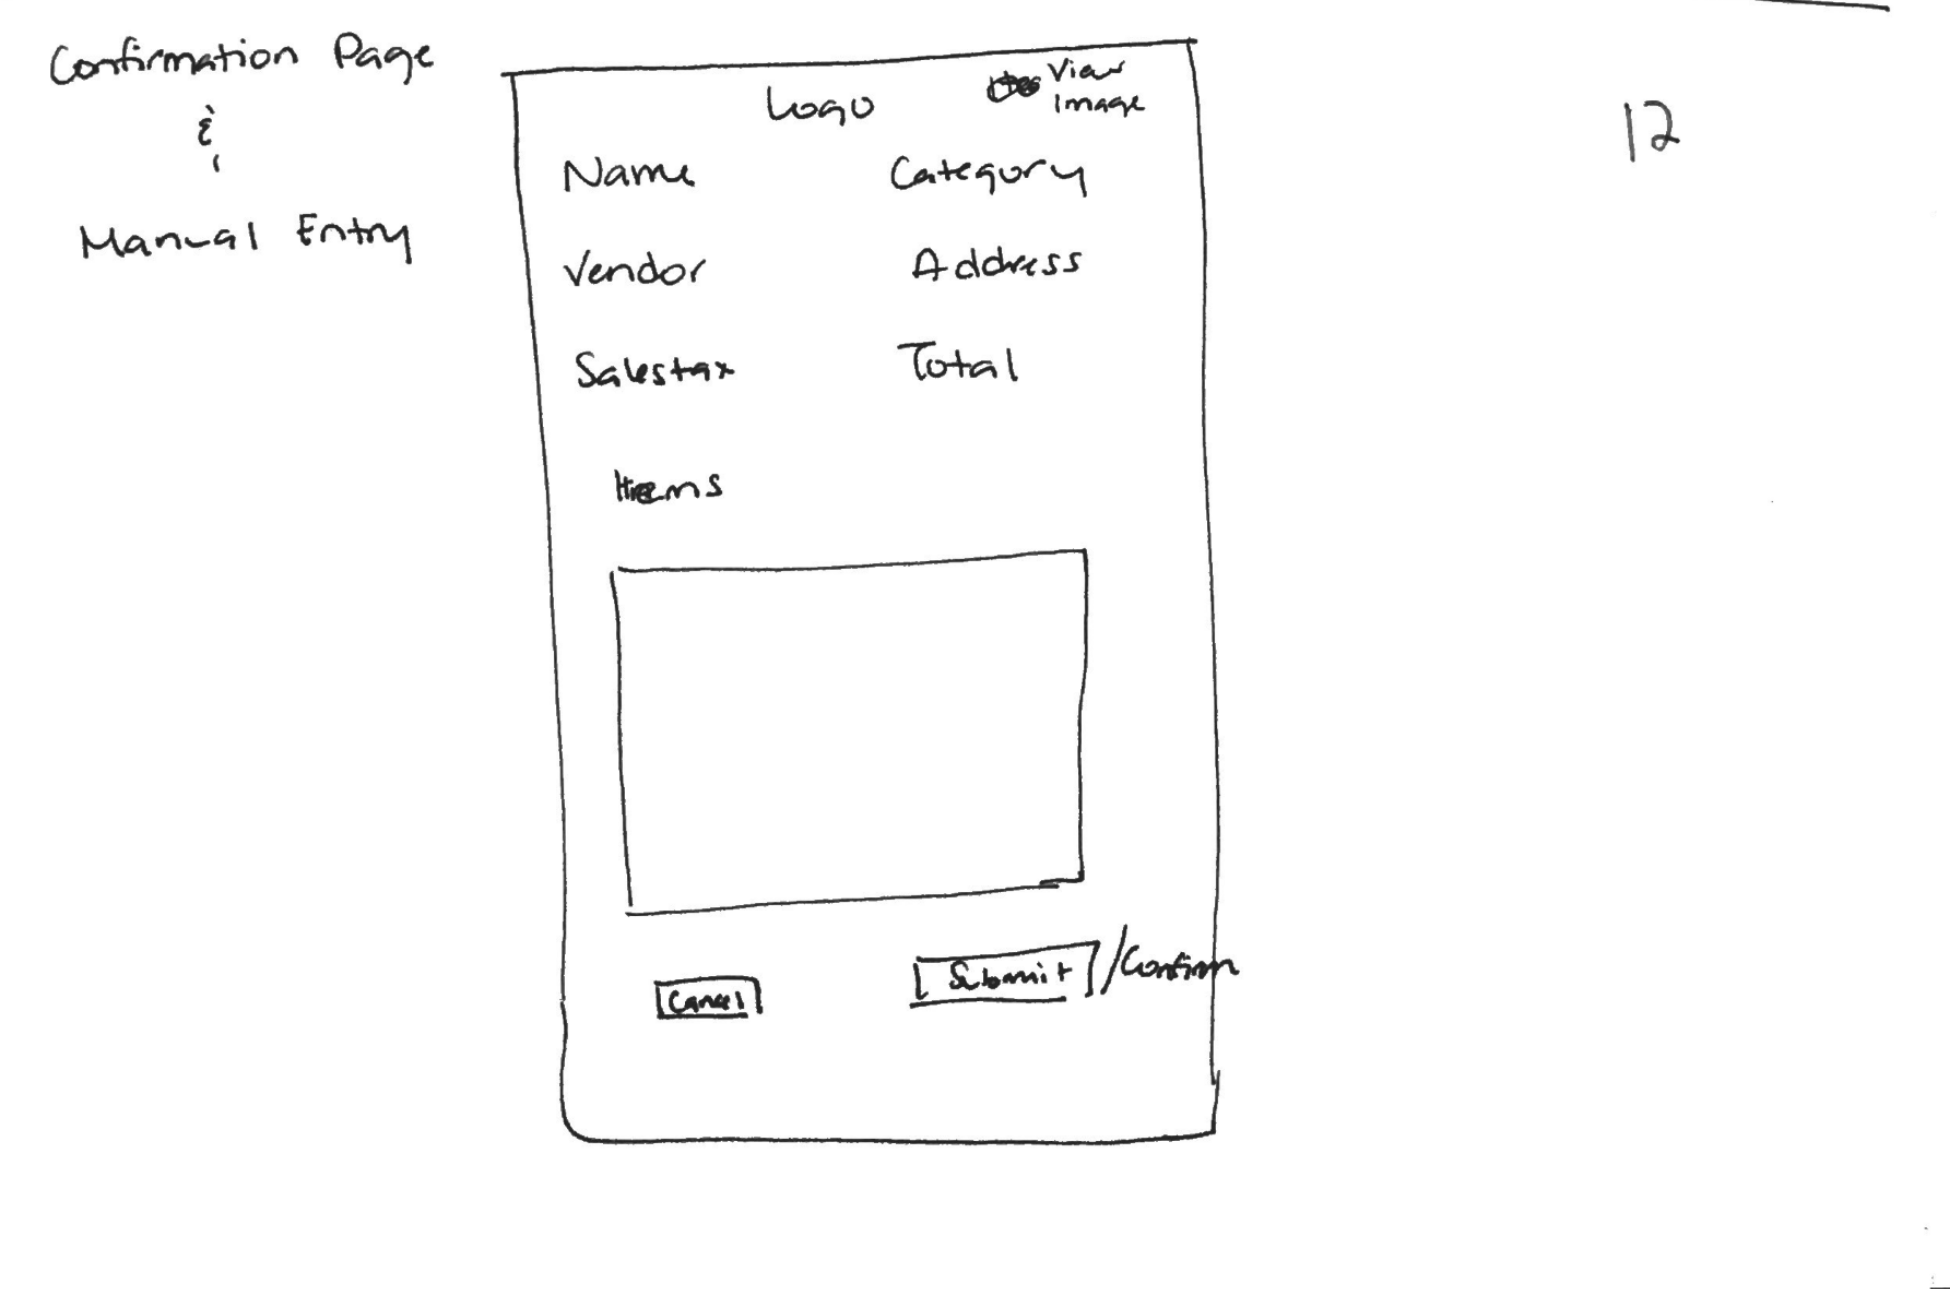 Confirmation Page
&
Manual Entry
12
Logo
View
Image
Name Category
Vendor Address
Salestax Total
Items
Cancel Submit /Confirm